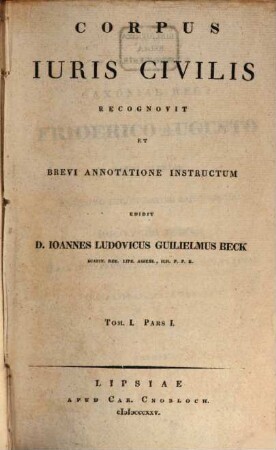 CORPUS
IURIS CIVILIS
RECOGNOVIT
ET
BREVI ANNOTATIONE INSTRUCTUM
EDIDIT
D. IOANNES LUDOVICUS GUILIELMUS BECK
TOM. I. PARS I.
LIPSIAE
APUD CAR. CNOBLOCH.